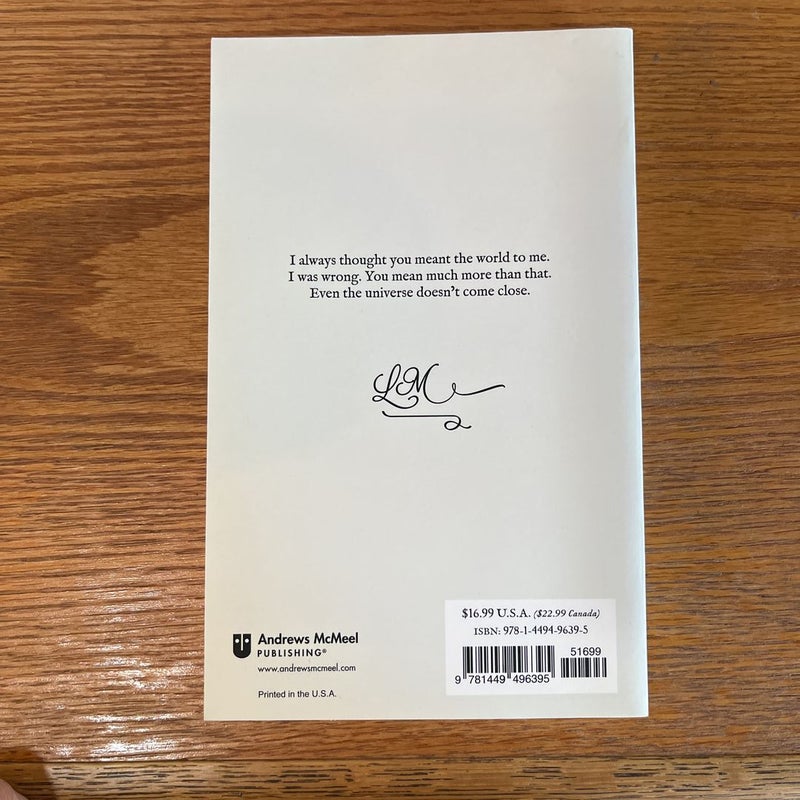 I always thought you meant the world to me.
I was wrong. You mean much more than that.
Even the universe doesn't come close.
LM
Andrews McMeel
PUBLISHING®
www.andrewsmcmeel.com
Printed in the U.S.A.
$16.99 U.S.A. ($22.99 Canada)
ISBN: 978-1-4494-9639-5
51699
9 781449 496395